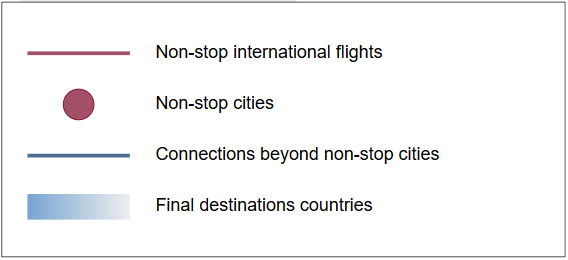 Non-stop international flights
Non-stop cities
Connections beyond non-stop cities
Final destinations countries